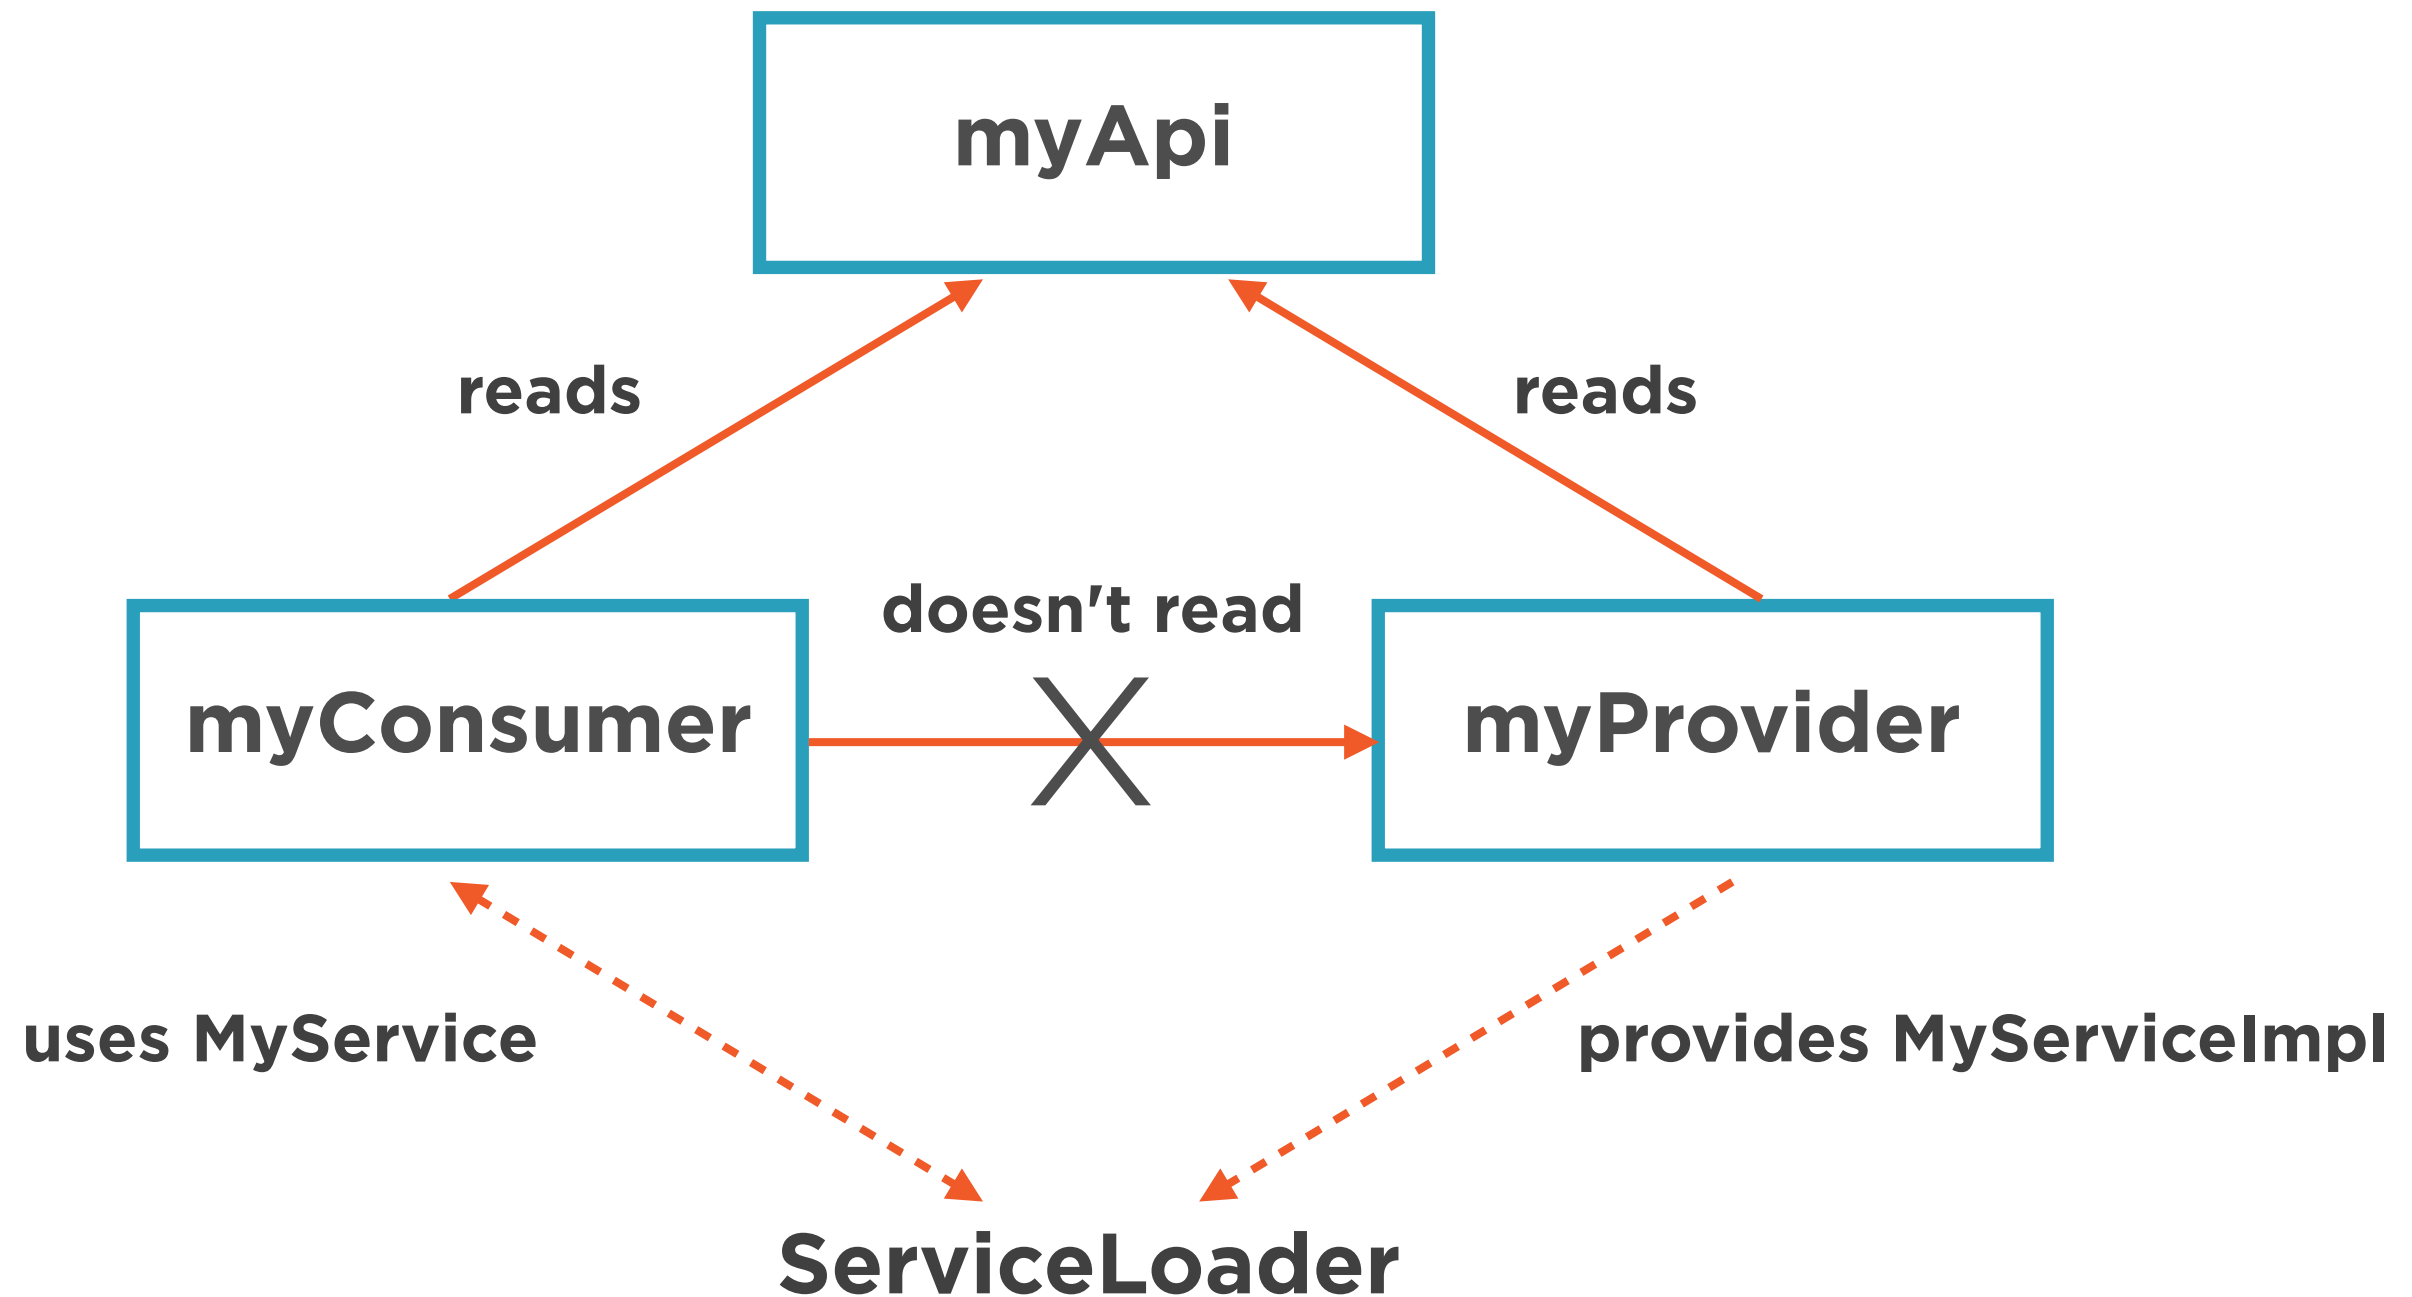 myApi
reads
reads
doesn't read
myConsumer
myProvider
uses MyService
provides MyServiceImpl
ServiceLoader